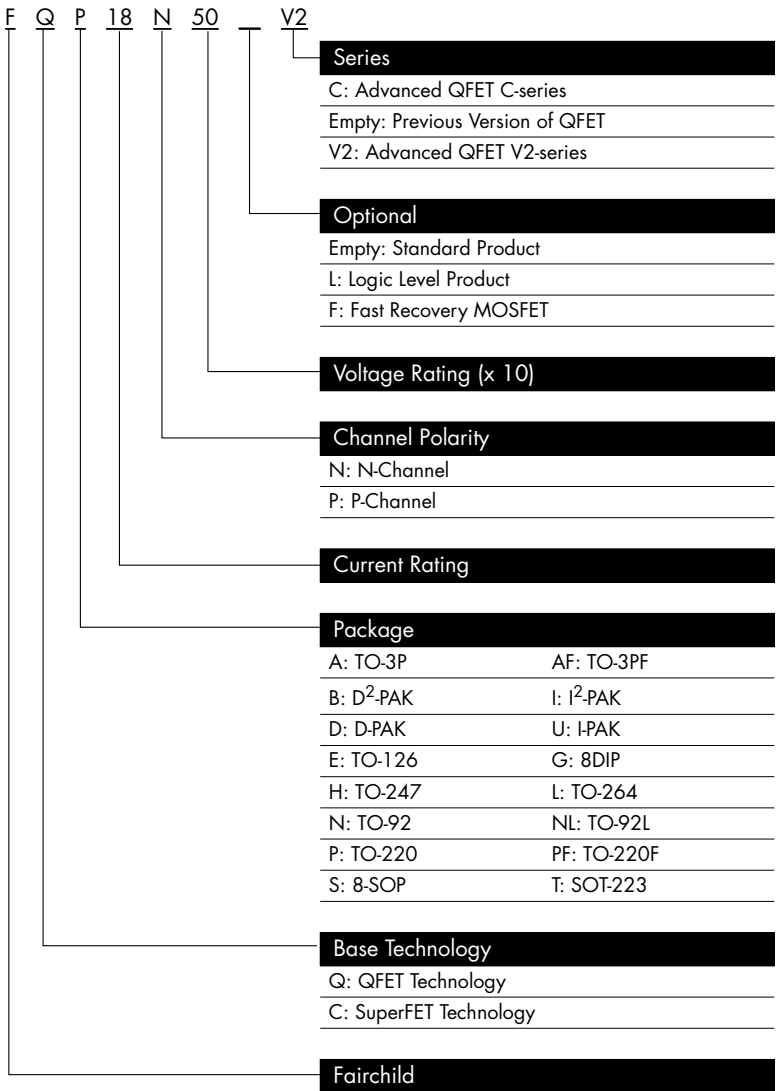 F Q P 18 N 50 _ V2
Series
C: Advanced QFET C-series
Empty: Previous Version of QFET
V2: Advanced QFET V2-series
Optional
Empty: Standard Product
L: Logic Level Product
F: Fast Recovery MOSFET
Voltage Rating (x 10)
Channel Polarity
N: N-Channel
P: P-Channel
Current Rating
Package
A: TO-3P AF: TO-3PF
B: D²-PAK I: I²-PAK
D: D-PAK U: I-PAK
E: TO-126 G: 8DIP
H: TO-247 L: TO-264
N: TO-92 NL: TO-92L
P: TO-220 PF: TO-220F
S: 8-SOP T: SOT-223
Base Technology
Q: QFET Technology
C: SuperFET Technology
Fairchild